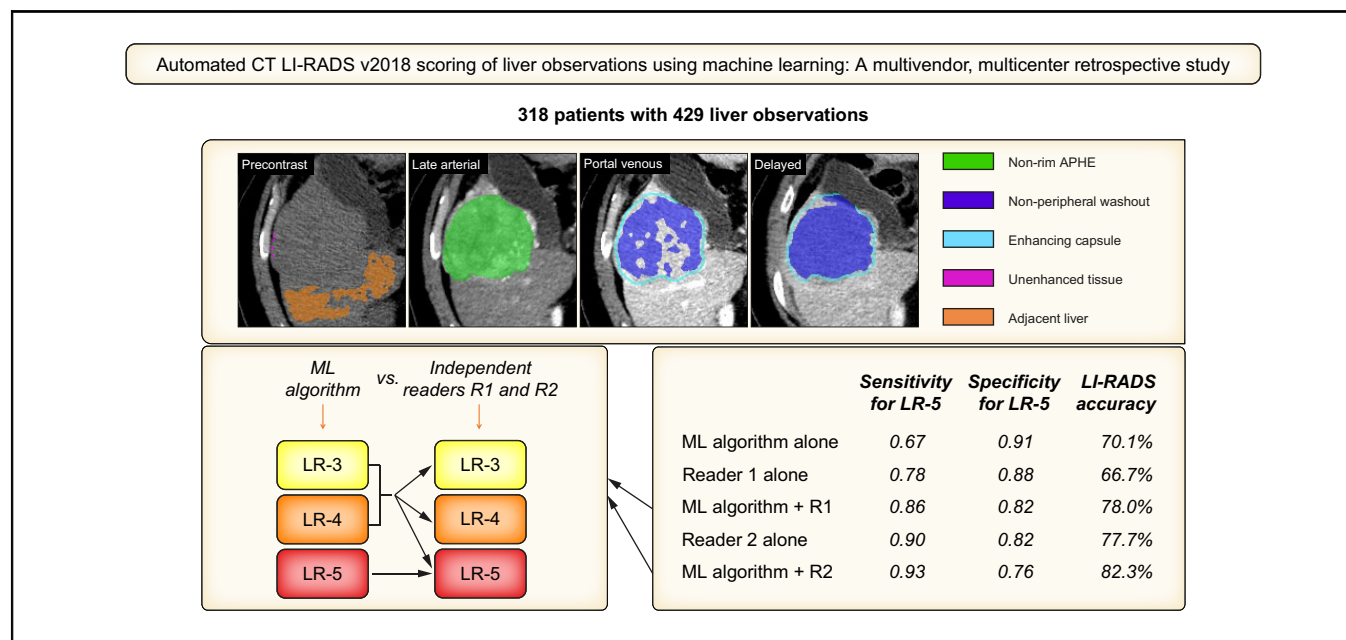 Automated CT LI-RADS v2018 scoring of liver observations using machine learning: A multivendor, multicenter retrospective study
318 patients with 429 liver observations
Precontrast
Late arterial
Portal venous
Delayed
Non-rim APHE
Non-peripheral washout
Enhancing capsule
Unenhanced tissue
Adjacent liver
ML
algorithm
vs.
Independent
readers R1 and R2
LR-3
LR-3
LR-4
LR-4
LR-5
LR-5
Sensitivity
for LR-5
Specificity
for LR-5
LI-RADS
accuracy
ML algorithm alone 0.67 0.91 70.1%
Reader 1 alone 0.78 0.88 66.7%
ML algorithm + R1 0.86 0.82 78.0%
Reader 2 alone 0.90 0.82 77.7%
ML algorithm + R2 0.93 0.76 82.3%